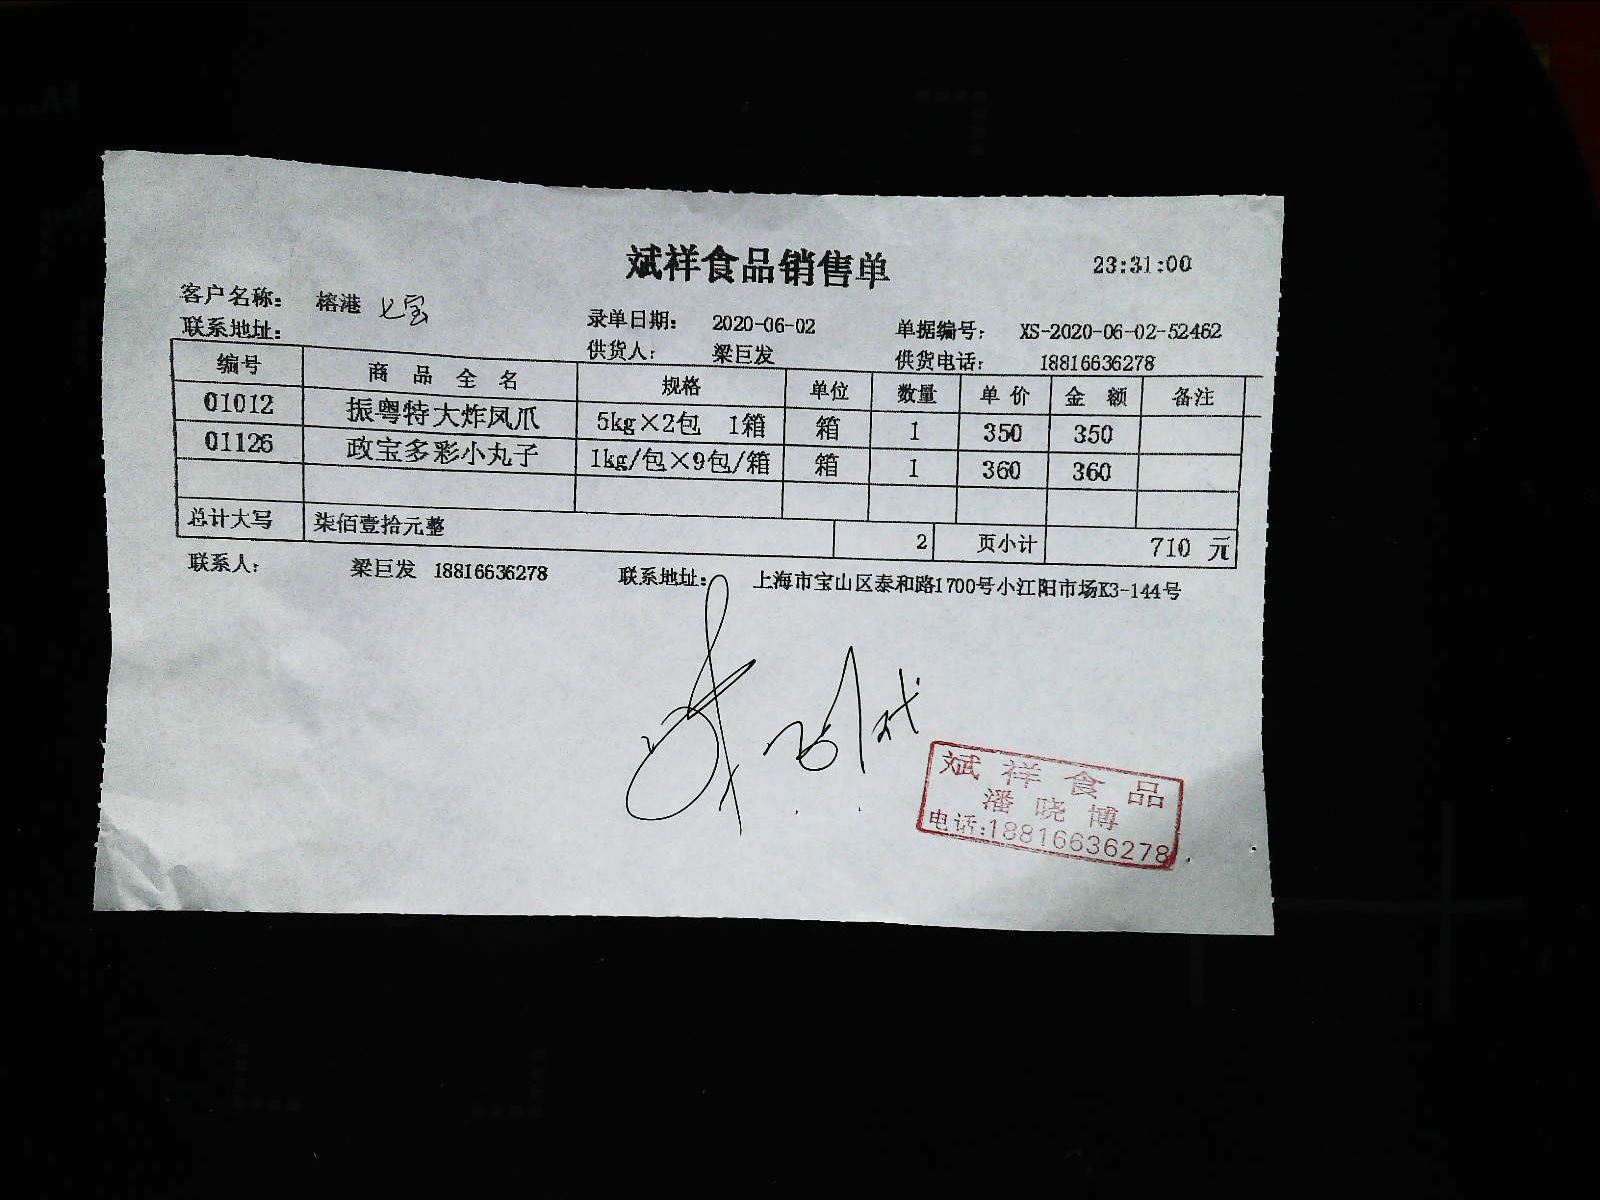 斌祥食品销售单 23:31:00
客户名称: 榕港 七宝
录单日期: 2020-06-02 单据编号: XS-2020-06-02-52462
联系地址: 供货人: 梁巨发 供货电话: 18816636278
编号 商品全名 规格 单位 数量 单价 金额 备注
01012 振粤特大炸凤爪 5kg×2包 1箱 箱 1 350 350
01126 政宝多彩小丸子 1kg/包×9包/箱 箱 1 360 360
总计大写 柒佰壹拾元整 2 页小计 710 元
联系人: 梁巨发 18816636278 联系地址: 上海市宝山区泰和路1700号小江阳市场K3-144号
斌祥食品
潘晓博
电话:18816636278